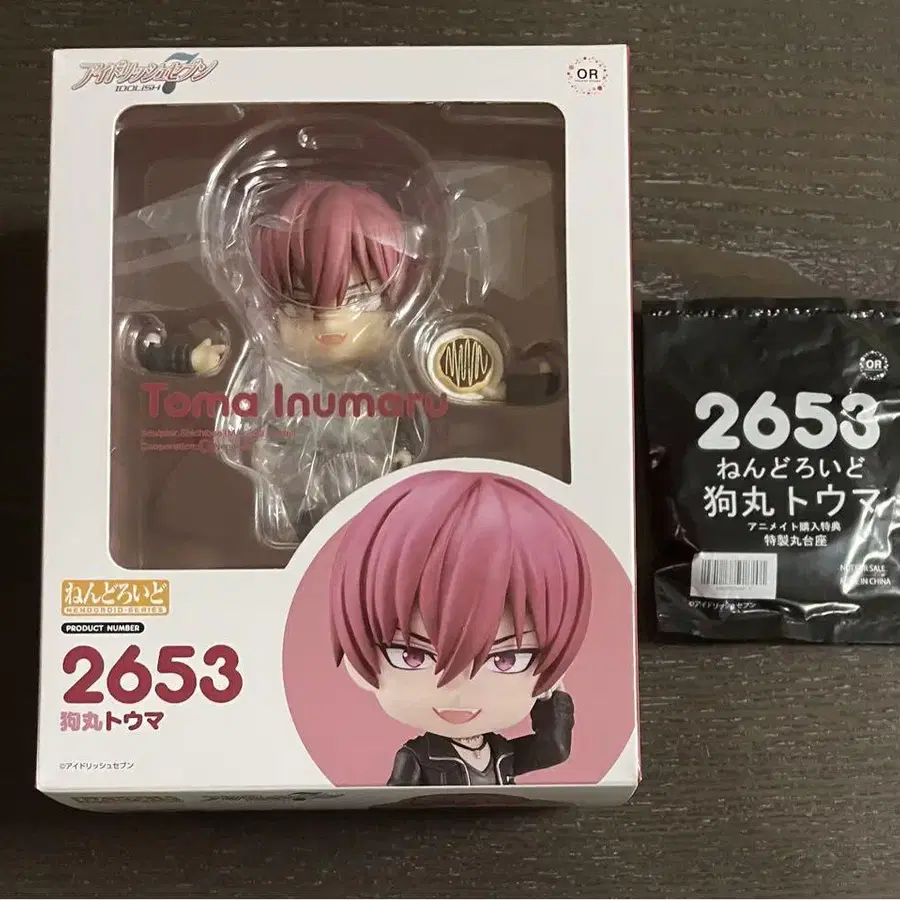 アイドリッシュセブン
7
IDOLiSH
OR
Toma Inumaru
ねんどろいど
NENDOROID-SERIES
PRODUCT NUMBER
2653
狗丸トウマ
©アイドリッシュセブン
OR
2653
ねんどろいど
狗丸トウマ
アニメイト購入特典
特製丸台座
NOT FOR SALE
MADE IN CHINA
©アイドリッシュセブン